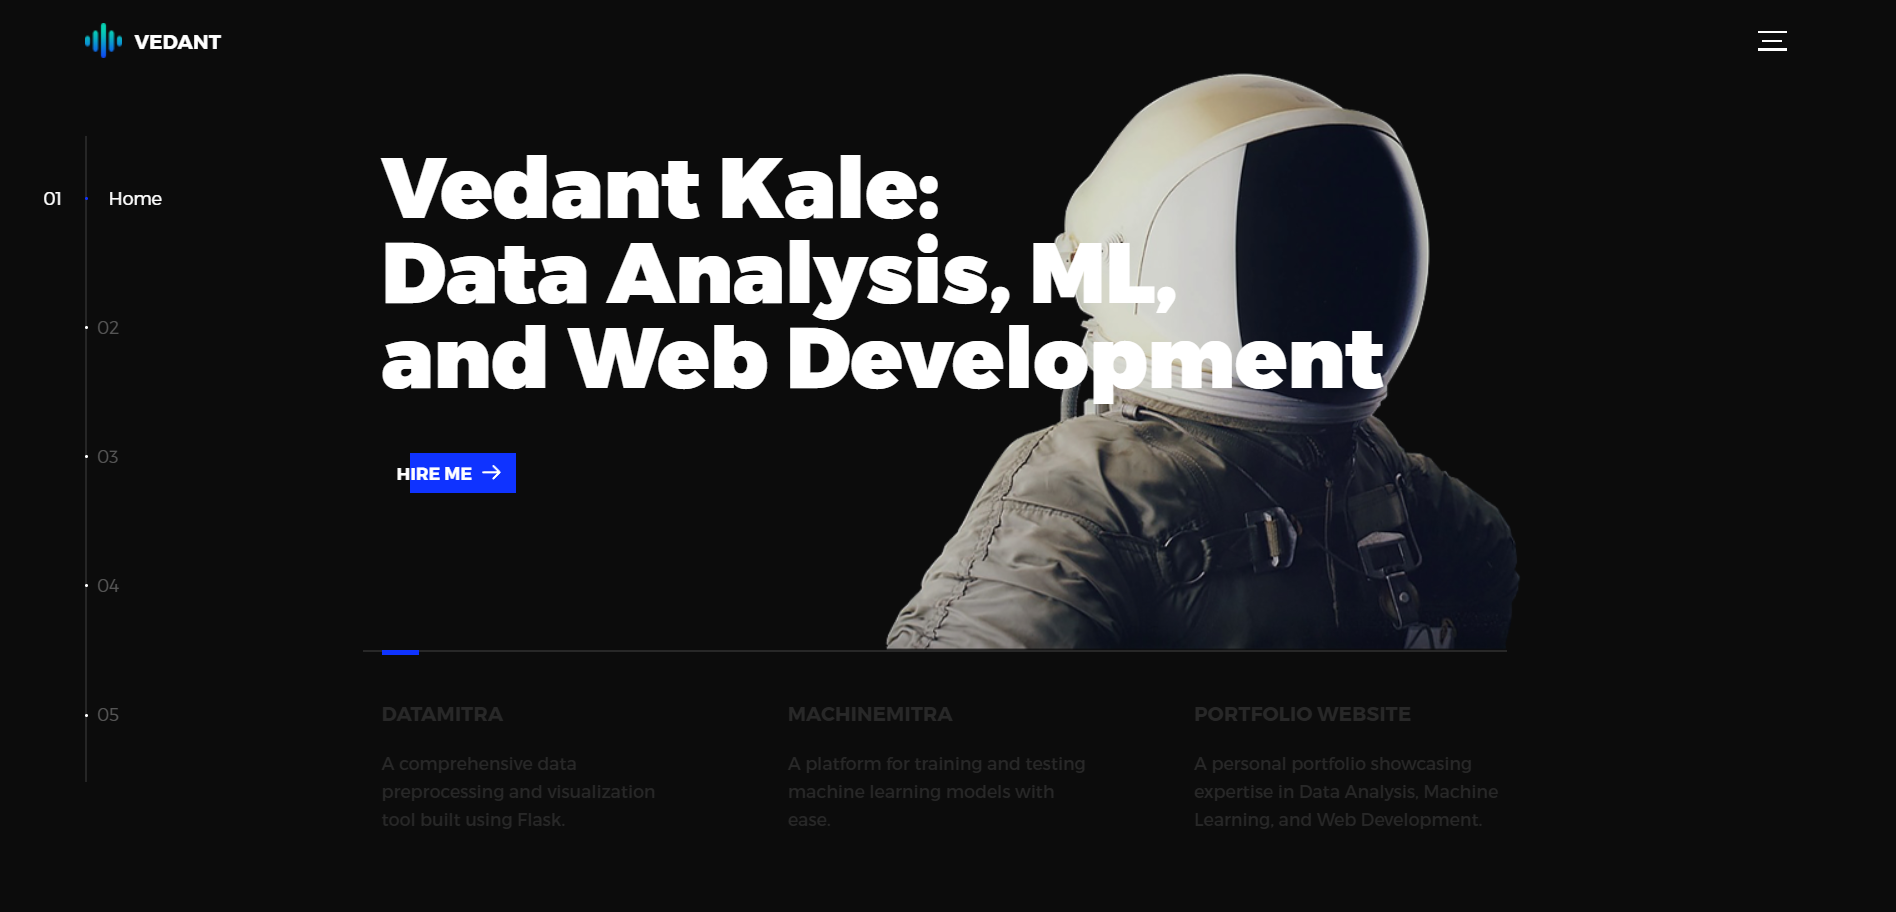 VEDANT
01 Home
02
03
04
05
Vedant Kale:
Data Analysis, ML,
and Web Development
HIRE ME
DATAMITRA
A comprehensive data
preprocessing and visualization
tool built using Flask.
MACHINEMITRA
A platform for training and testing
machine learning models with
ease.
PORTFOLIO WEBSITE
A personal portfolio showcasing
expertise in Data Analysis, Machine
Learning, and Web Development.